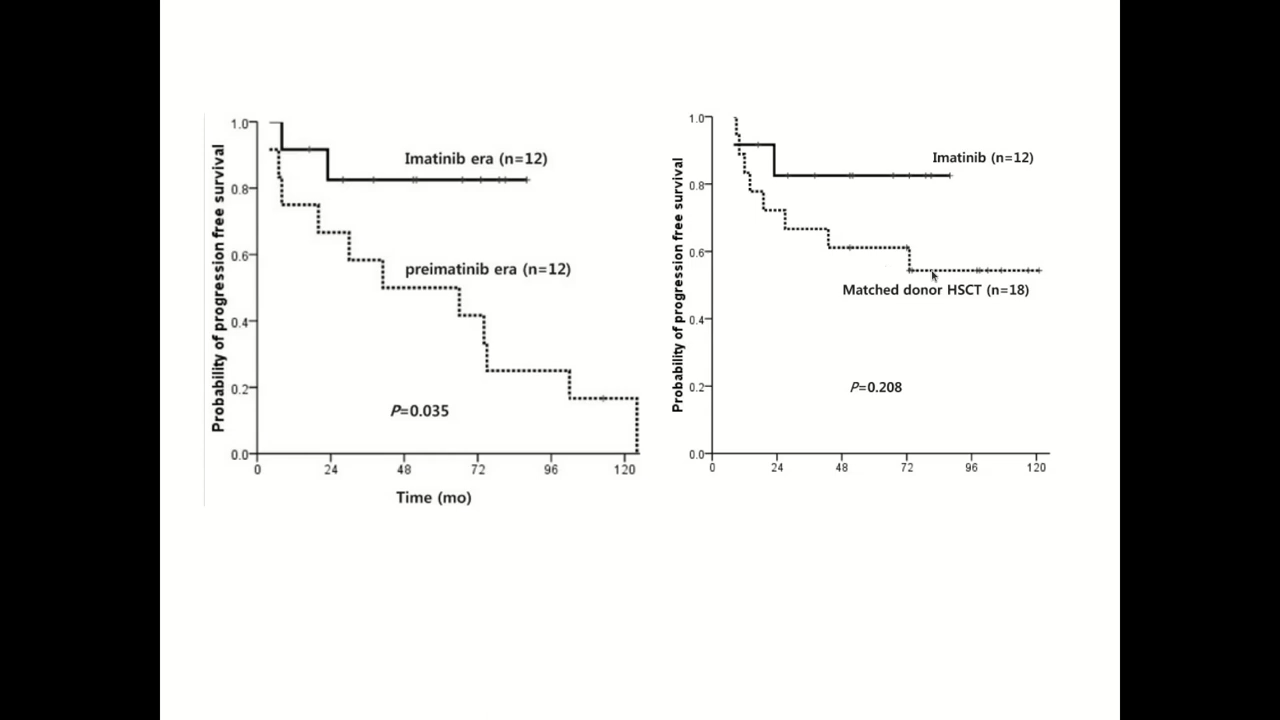 Probability of progression free survival
1.0
0.8
0.6
0.4
0.2
0.0
Imatinib era (n=12)
preimatinib era (n=12)
P=0.035
0 24 48 72 96 120
Time (mo)
Probability of progression free survival
1.0
0.8
0.6
0.4
0.2
0.0
Imatinib (n=12)
Matched donor HSCT (n=18)
P=0.208
0 24 48 72 96 120